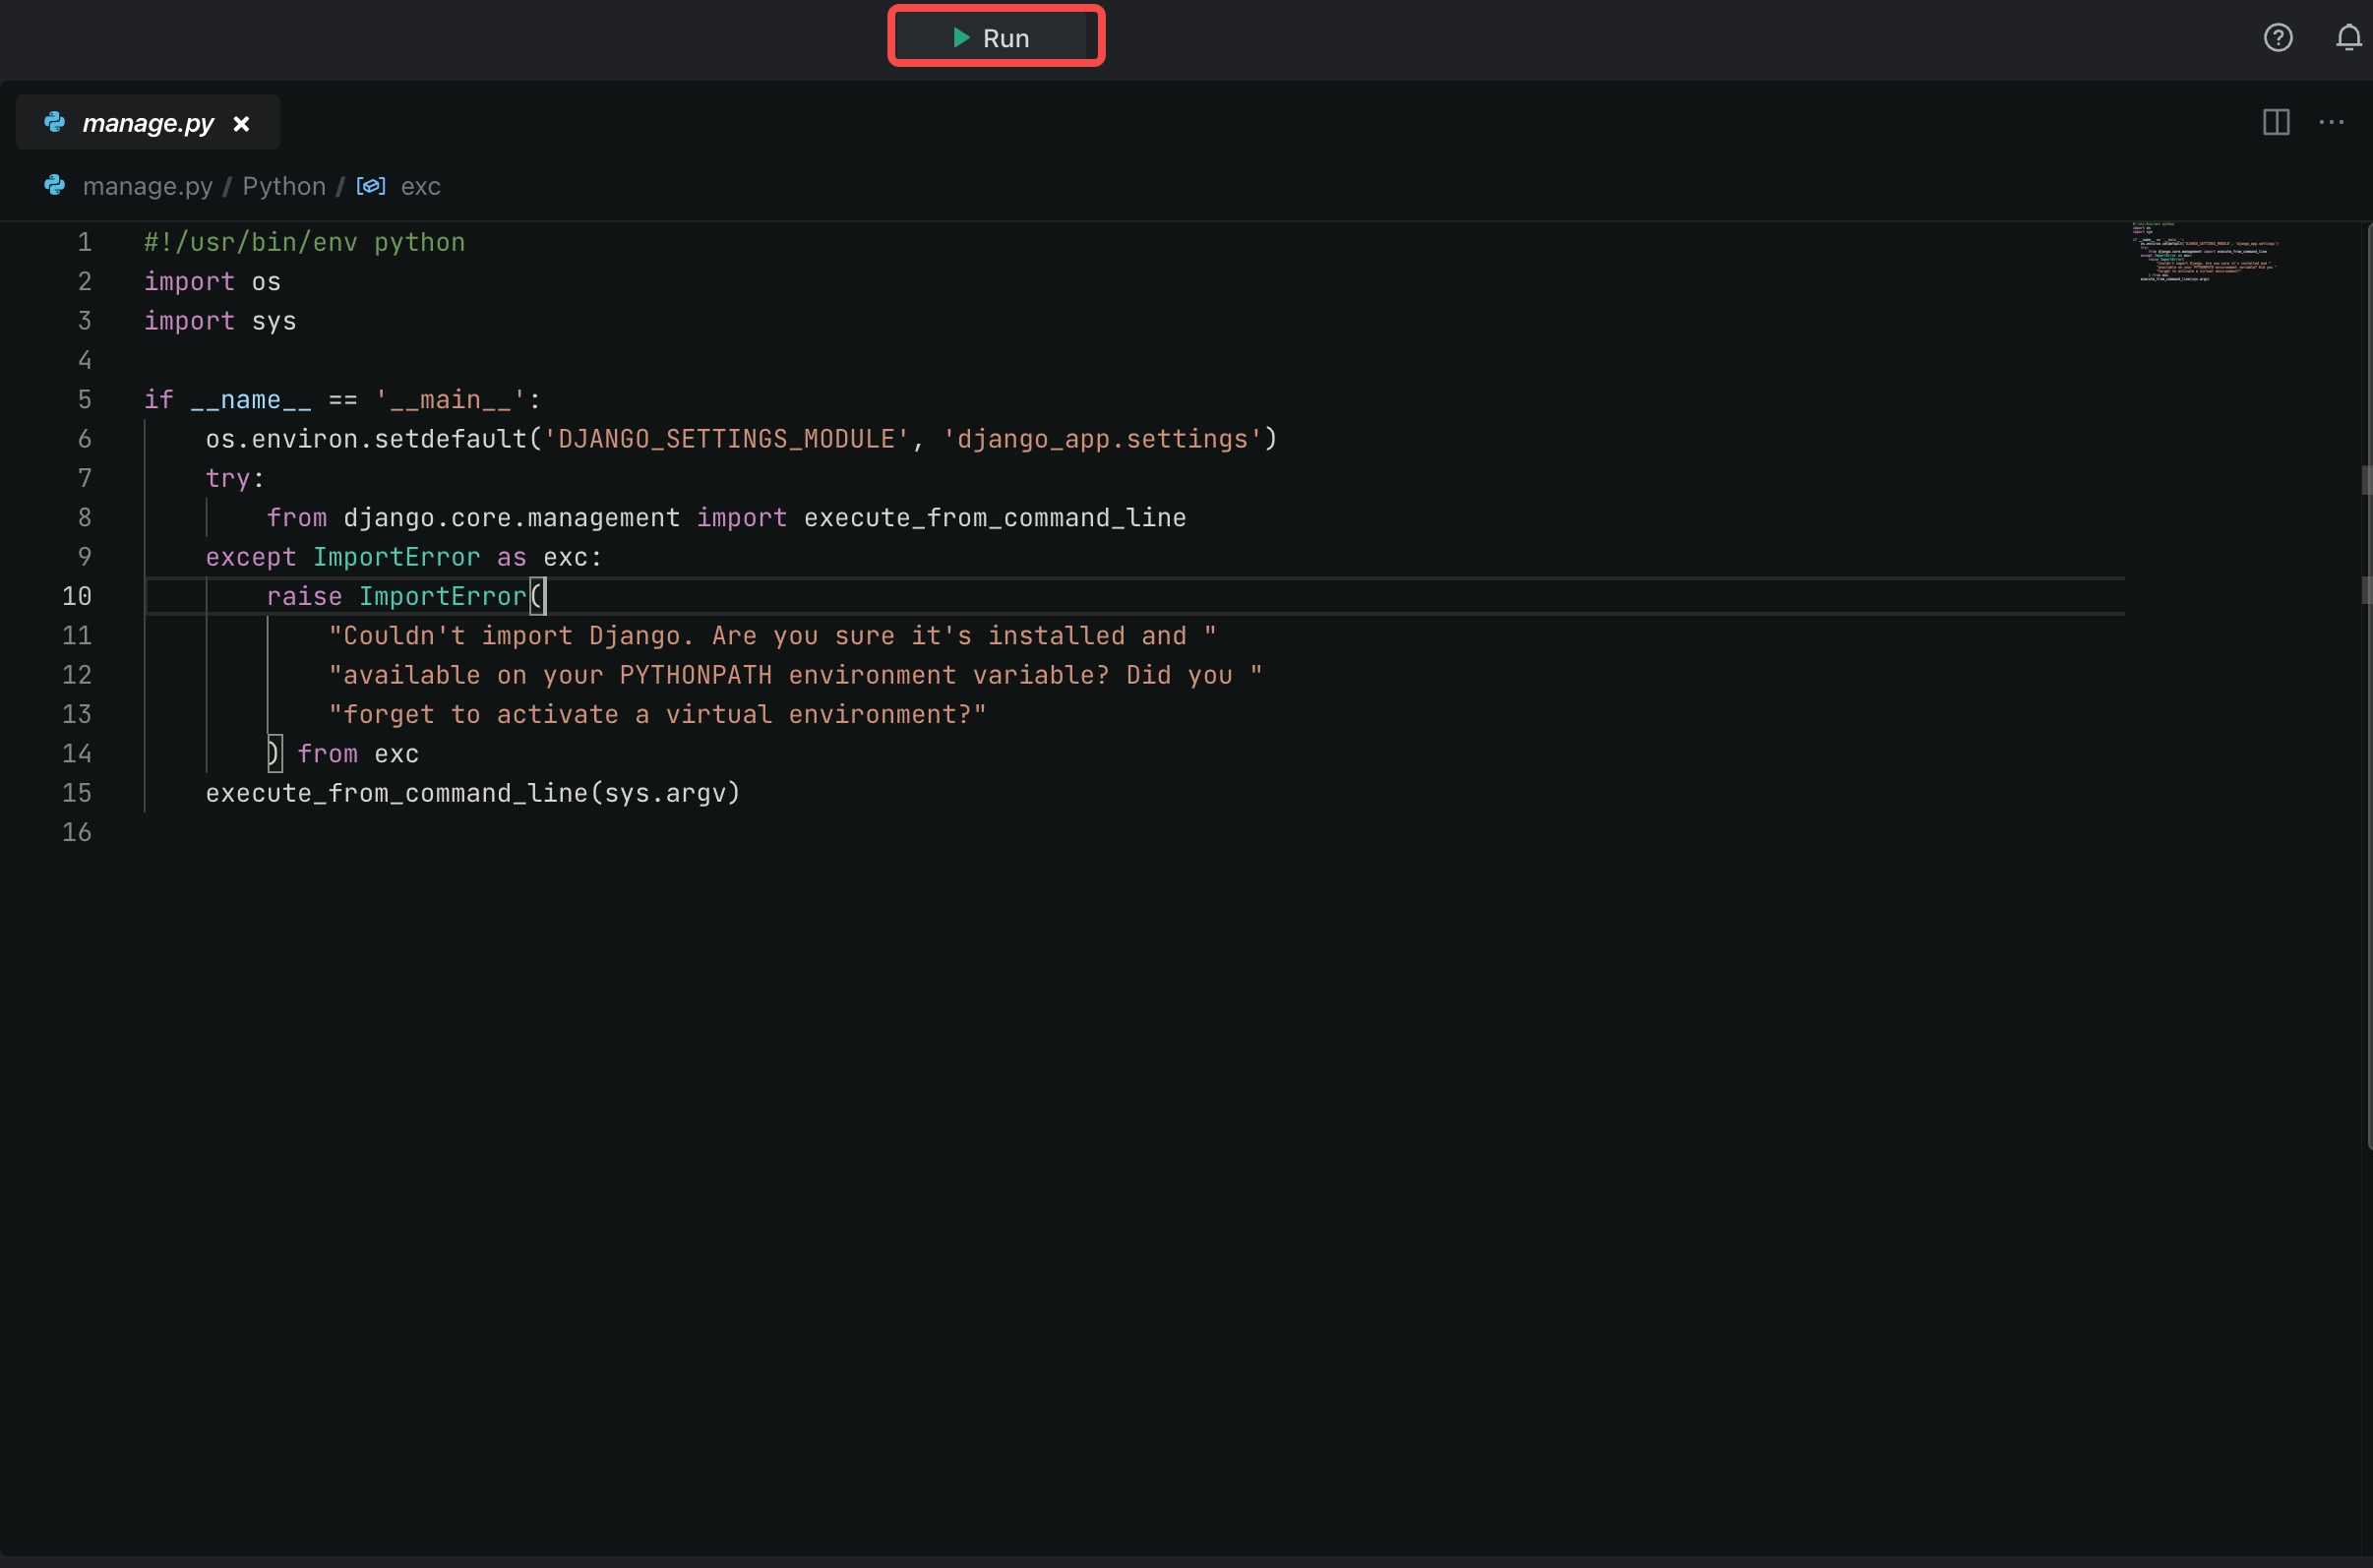 Run
manage.py
manage.py / Python / exc
1 #!/usr/bin/env python
2 import os
3 import sys
4
5 if __name__ == '__main__':
6     os.environ.setdefault('DJANGO_SETTINGS_MODULE', 'django_app.settings')
7     try:
8         from django.core.management import execute_from_command_line
9     except ImportError as exc:
10         raise ImportError(
11             "Couldn't import Django. Are you sure it's installed and "
12             "available on your PYTHONPATH environment variable? Did you "
13             "forget to activate a virtual environment?"
14         ) from exc
15     execute_from_command_line(sys.argv)
16